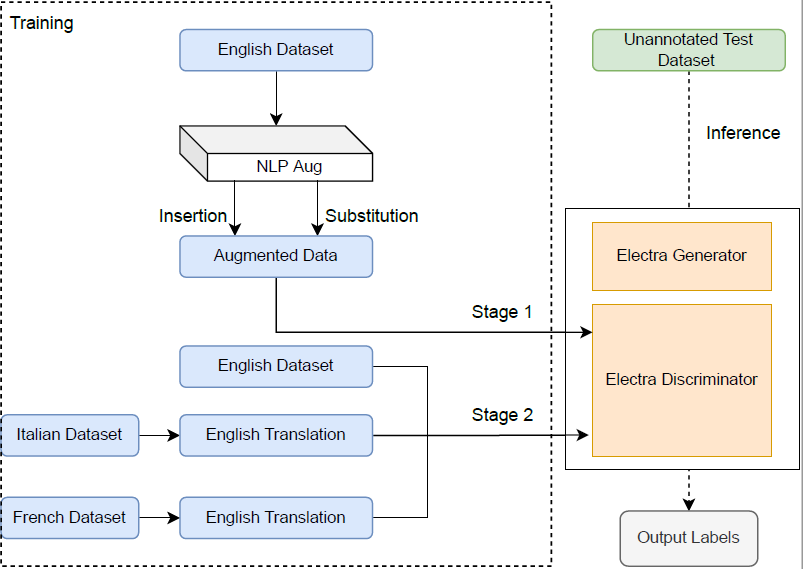 Training
English Dataset
NLP Aug
Insertion
Substitution
Augmented Data
Stage 1
English Dataset
Italian Dataset
English Translation
Stage 2
French Dataset
English Translation
Unannotated Test
Dataset
Inference
Electra Generator
Electra Discriminator
Output Labels